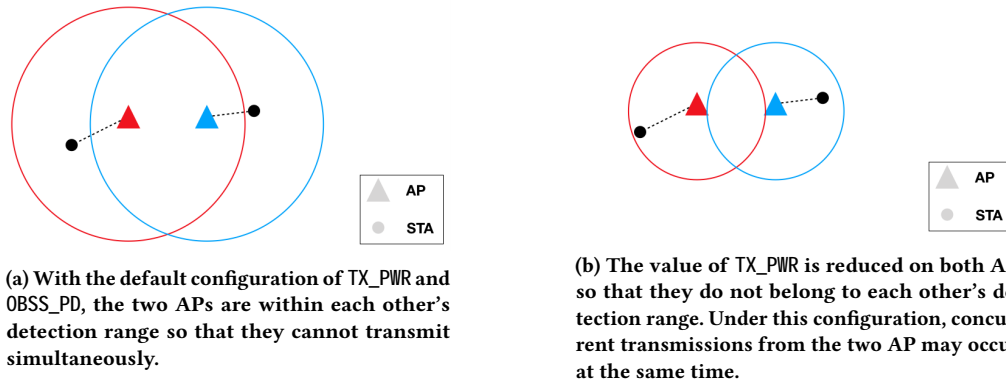 AP
STA
(a) With the default configuration of TX_PWR and
OBSS_PD, the two APs are within each other's
detection range so that they cannot transmit
simultaneously.
AP
STA
(b) The value of TX_PWR is reduced on both A
so that they do not belong to each other's de
tection range. Under this configuration, concu
rent transmissions from the two AP may occu
at the same time.